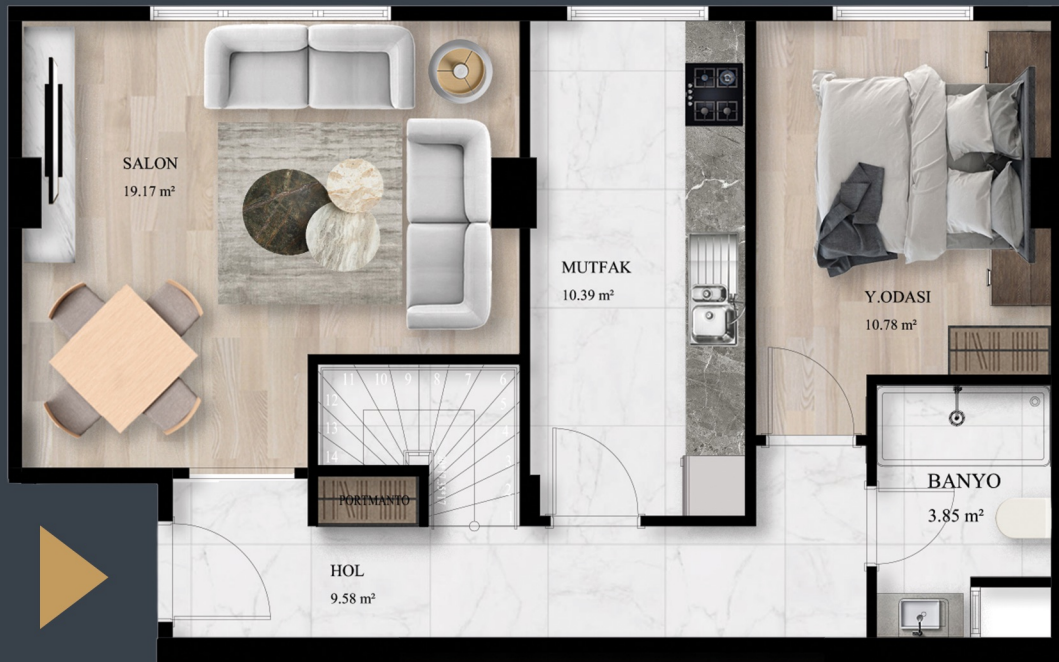 SALON
19.17 m²
MUTFAK
10.39 m²
Y.ODASI
10.78 m²
11 10 9 8 7 6
12
13
14
PORTMANTO
BANYO
3.85 m²
HOL
9.58 m²